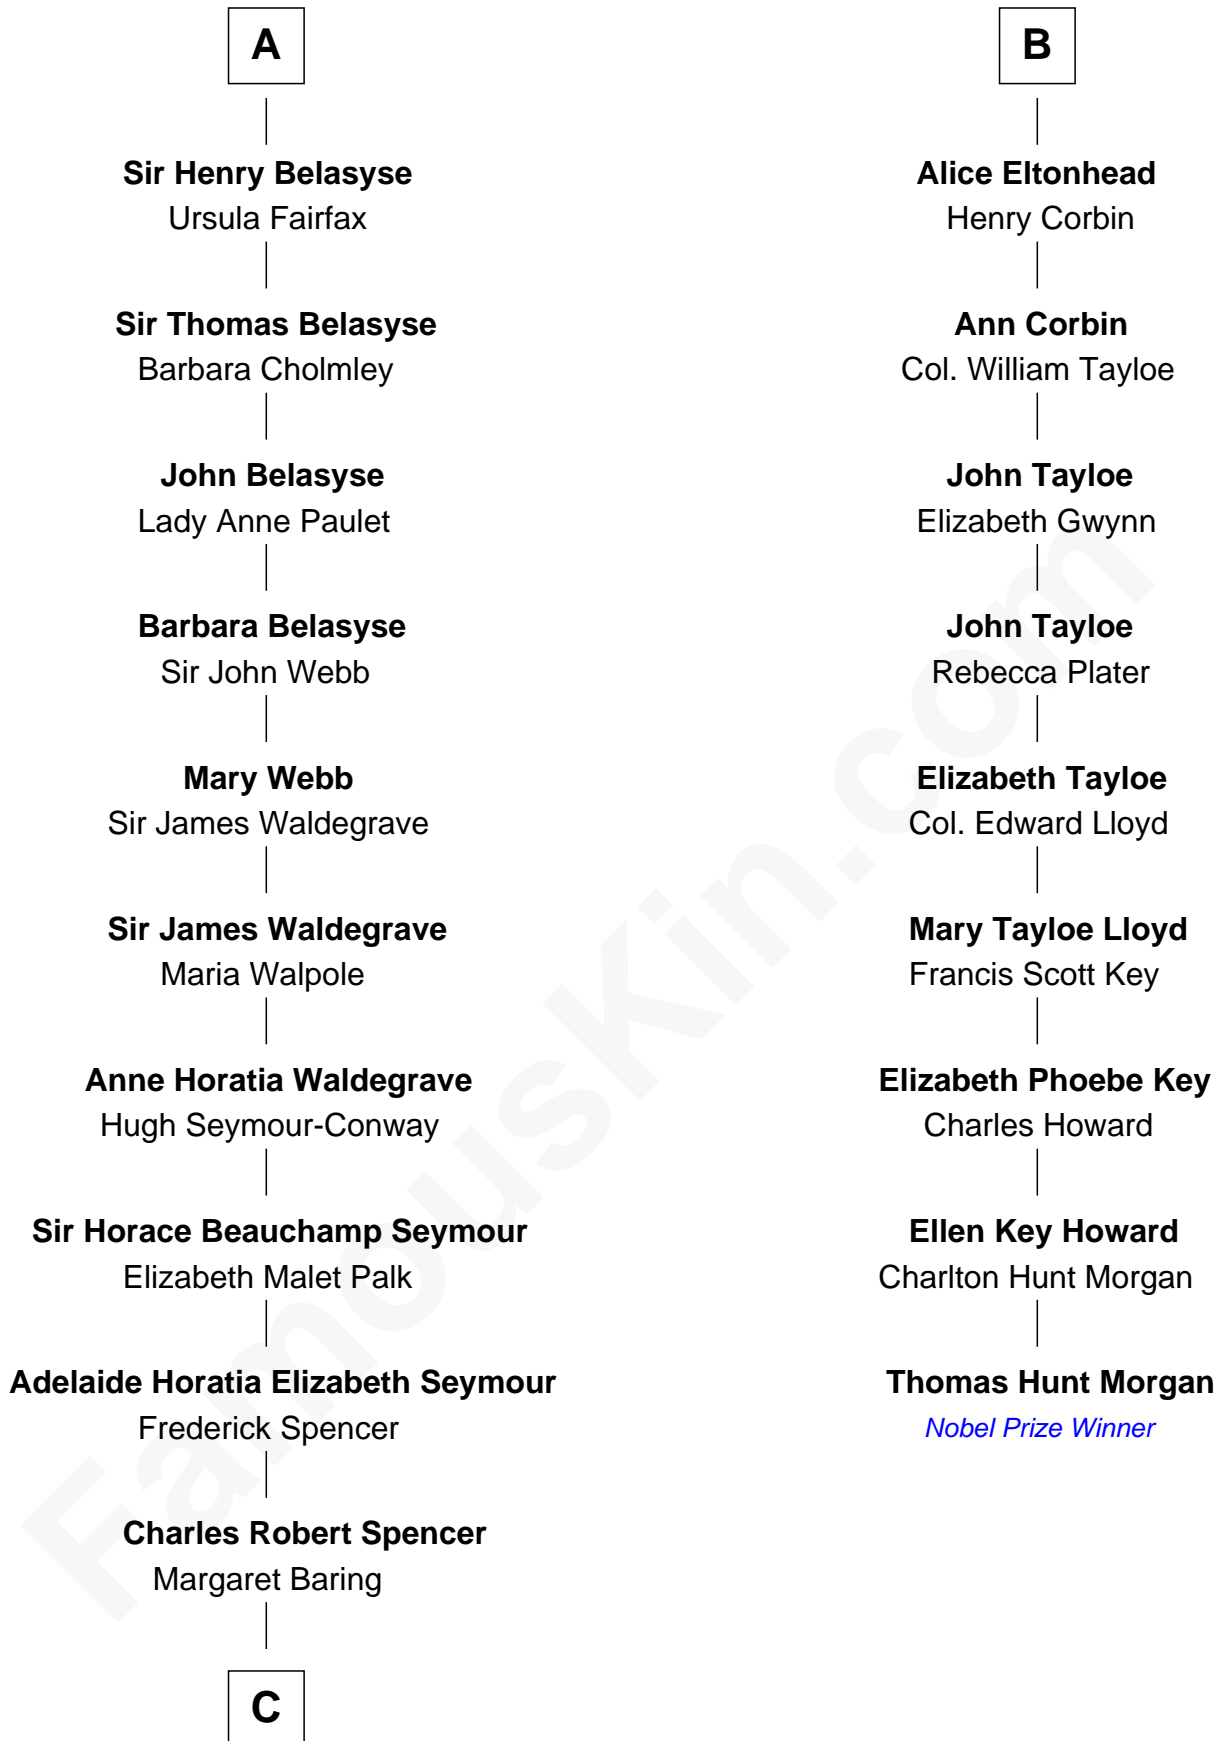 A
Sir Henry Belasyse
Ursula Fairfax
Sir Thomas Belasyse
Barbara Cholmley
John Belasyse
Lady Anne Paulet
Barbara Belasyse
Sir John Webb
Mary Webb
Sir James Waldegrave
Sir James Waldegrave
Maria Walpole
Anne Horatia Waldegrave
Hugh Seymour-Conway
Sir Horace Beauchamp Seymour
Elizabeth Malet Palk
Adelaide Horatia Elizabeth Seymour
Frederick Spencer
Charles Robert Spencer
Margaret Baring
C
B
Alice Eltonhead
Henry Corbin
Ann Corbin
Col. William Tayloe
John Tayloe
Elizabeth Gwynn
John Tayloe
Rebecca Plater
Elizabeth Tayloe
Col. Edward Lloyd
Mary Tayloe Lloyd
Francis Scott Key
Elizabeth Phoebe Key
Charles Howard
Ellen Key Howard
Charlton Hunt Morgan
Thomas Hunt Morgan
Nobel Prize Winner
FamousKin.com